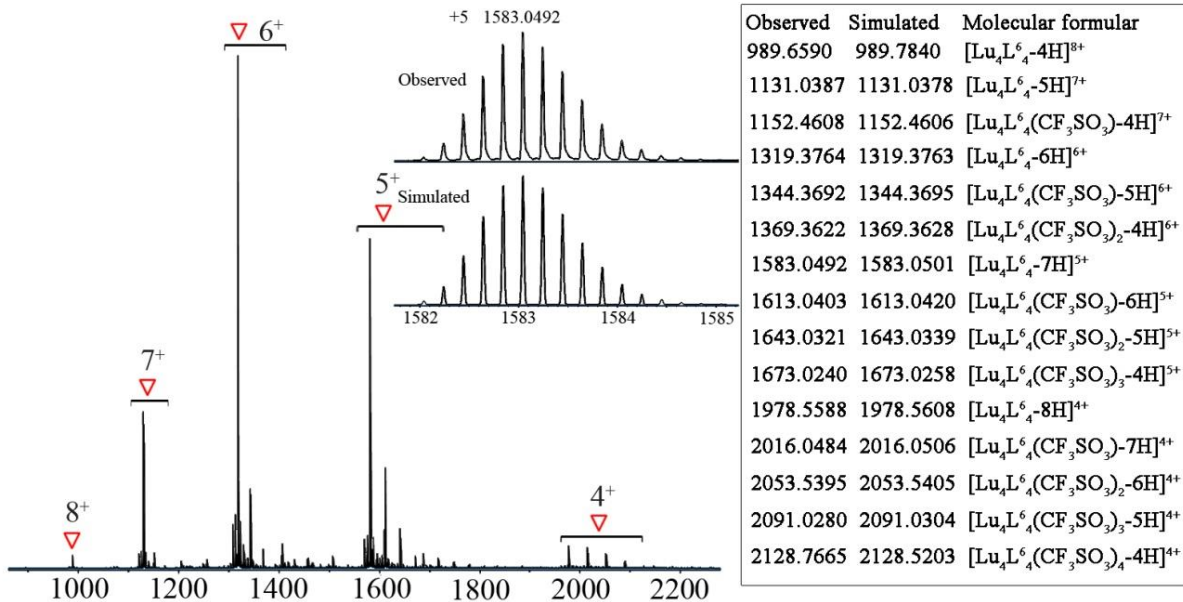 8⁺
7⁺
6⁺
5⁺
4⁺
1000 1200 1400 1600 1800 2000 2200
+5 1583.0492
Observed
Simulated
1582 1583 1584 1585
Observed Simulated Molecular formular
989.6590 989.7840 [Lu₄L⁶₄-4H]⁸⁺
1131.0387 1131.0378 [Lu₄L⁶₄-5H]⁷⁺
1152.4608 1152.4606 [Lu₄L⁶₄(CF₃SO₃)-4H]⁷⁺
1319.3764 1319.3763 [Lu₄L⁶₄-6H]⁶⁺
1344.3692 1344.3695 [Lu₄L⁶₄(CF₃SO₃)-5H]⁶⁺
1369.3622 1369.3628 [Lu₄L⁶₄(CF₃SO₃)₂-4H]⁶⁺
1583.0492 1583.0501 [Lu₄L⁶₄-7H]⁵⁺
1613.0403 1613.0420 [Lu₄L⁶₄(CF₃SO₃)-6H]⁵⁺
1643.0321 1643.0339 [Lu₄L⁶₄(CF₃SO₃)₂-5H]⁵⁺
1673.0240 1673.0258 [Lu₄L⁶₄(CF₃SO₃)₃-4H]⁵⁺
1978.5588 1978.5608 [Lu₄L⁶₄-8H]⁴⁺
2016.0484 2016.0506 [Lu₄L⁶₄(CF₃SO₃)-7H]⁴⁺
2053.5395 2053.5405 [Lu₄L⁶₄(CF₃SO₃)₂-6H]⁴⁺
2091.0280 2091.0304 [Lu₄L⁶₄(CF₃SO₃)₃-5H]⁴⁺
2128.7665 2128.5203 [Lu₄L⁶₄(CF₃SO₃)₄-4H]⁴⁺